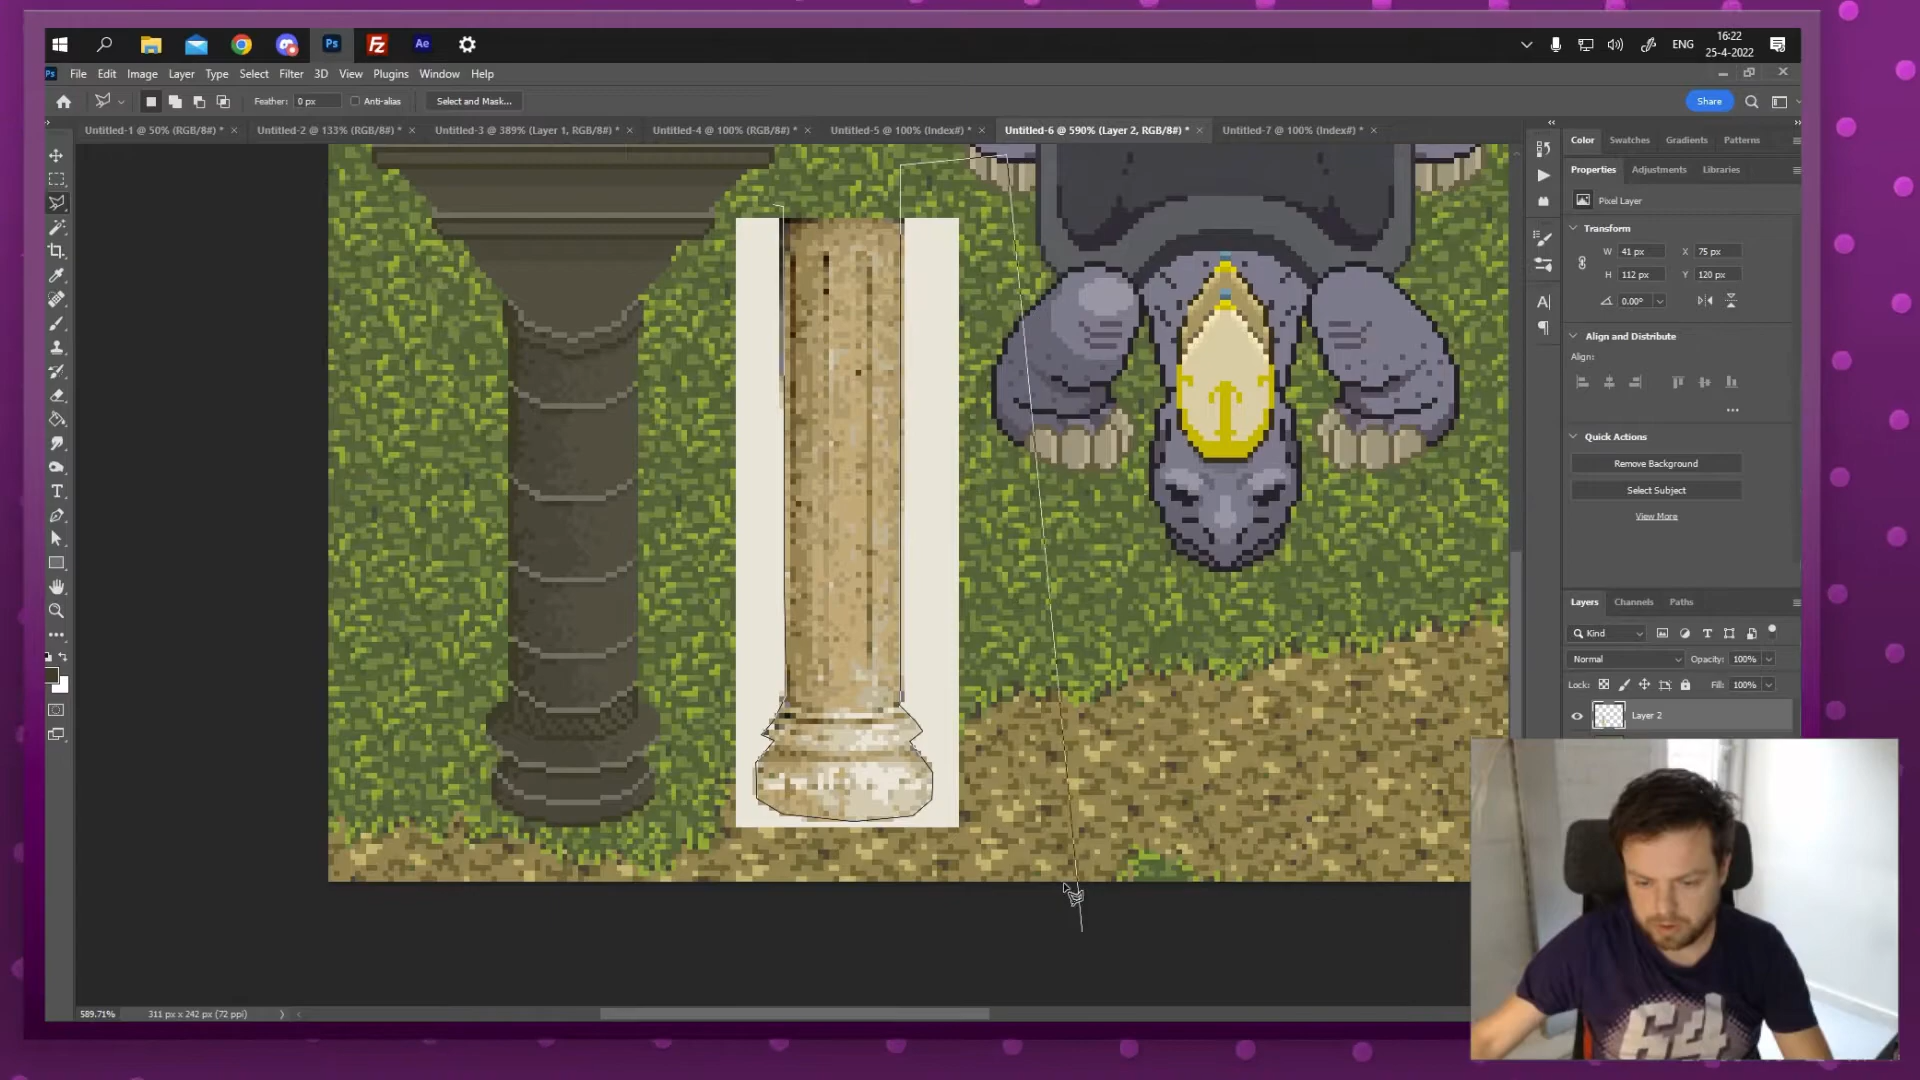 16:22
ENG
25-4-2022
Ps
Fz
Ae
Ps File Edit Image Layer Type Select Filter 3D View Plugins Window Help
Feather: 0 px Anti-alias Select and Mask... Share
Untitled-1 @ 50% (RGB/8#) * × Untitled-2 @ 133% (RGB/8#) * × Untitled-3 @ 389% (Layer 1, RGB/8#) * × Untitled-4 @ 100% (RGB/8#) * × Untitled-5 @ 100% (Index#) * × Untitled-6 @ 590% (Layer 2, RGB/8#) * × Untitled-7 @ 100% (Index#) * ×
Color Swatches Gradients Patterns
Properties Adjustments Libraries
Pixel Layer
Transform
W 41 px X 75 px
H 112 px Y 120 px
0.00°
Align and Distribute
Align:
Quick Actions
Remove Background
Select Subject
View More
Layers Channels Paths
Kind
Normal Opacity: 100%
Lock: Fill: 100%
Layer 2
589.71% 311 px x 242 px (72 ppi)
64